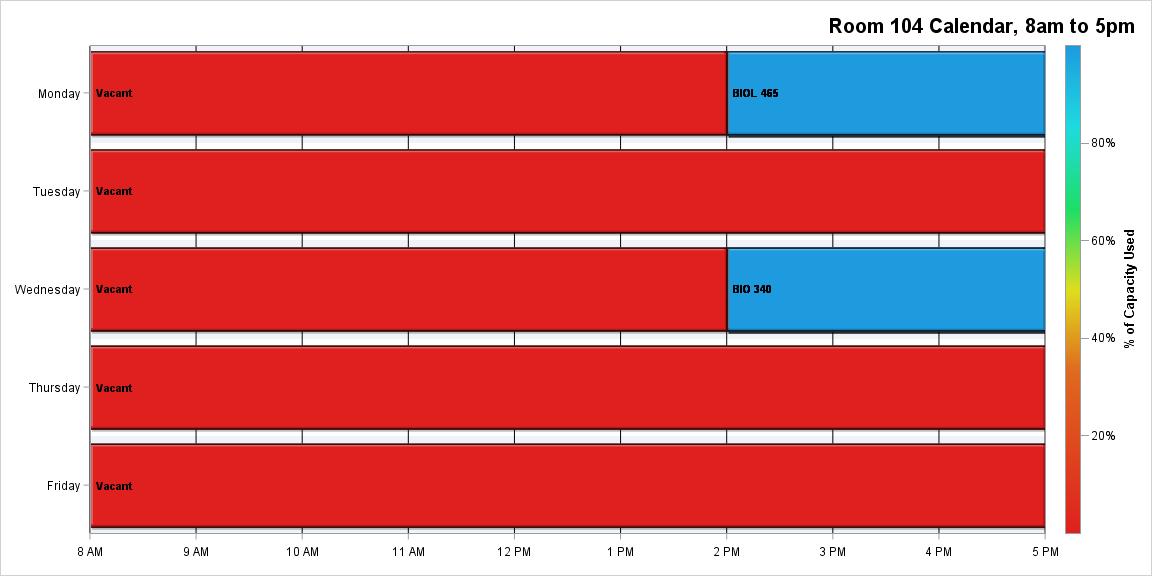 Room 104 Calendar, 8am to 5pm
Monday
Vacant
BIOL 465
Tuesday
Vacant
Wednesday
Vacant
BIO 340
Thursday
Vacant
Friday
Vacant
8 AM
9 AM
10 AM
11 AM
12 PM
1 PM
2 PM
3 PM
4 PM
5 PM
80%
60%
40%
20%
% of Capacity Used